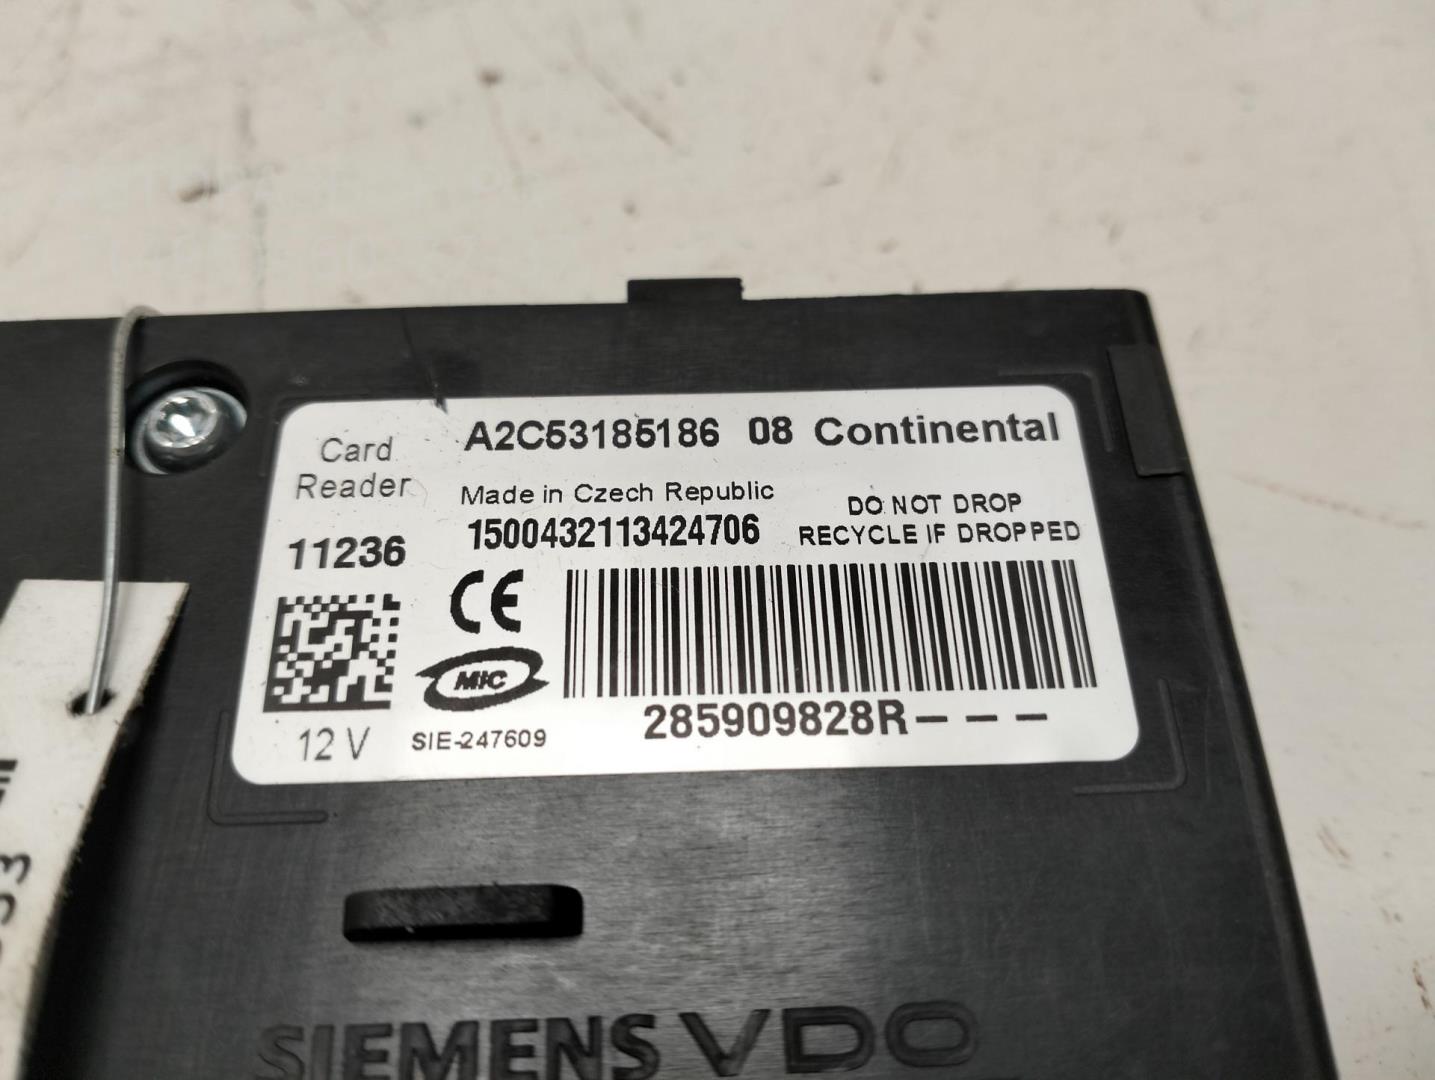 Card
Reader
11236
12 V
A2C53185186 08 Continental
Made in Czech Republic
1500432113424706
DO NOT DROP
RECYCLE IF DROPPED
CE
MIC
SIE-247609
285909828R- - -
SIEMENS VDO